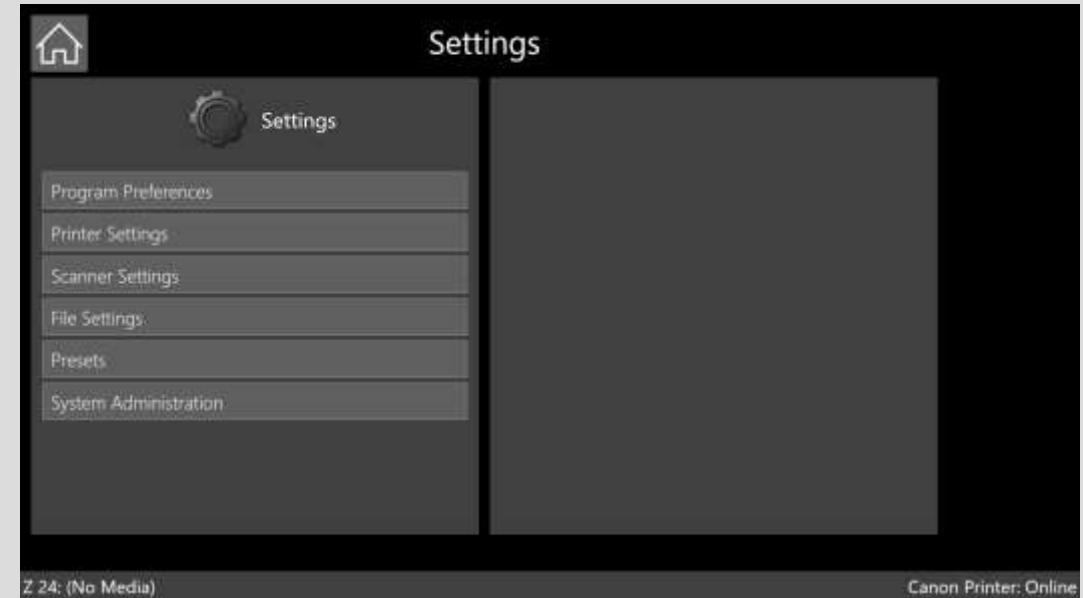 Settings
Settings
Program Preferences
Printer Settings
Scanner Settings
File Settings
Presets
System Administration
Z 24: (No Media)
Canon Printer: Online